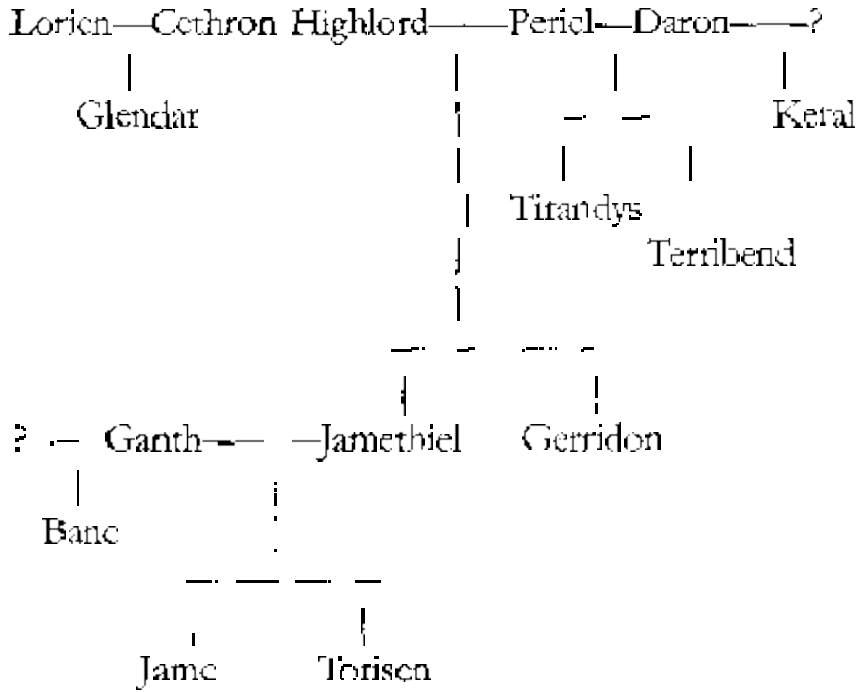 Lorien—Cethron Highlord——Periel—Daron——?
Glendar Keral
Tirandys
Terribend
? — Ganth— — —Jamethiel Gerridon
Bane
Jame Torisen